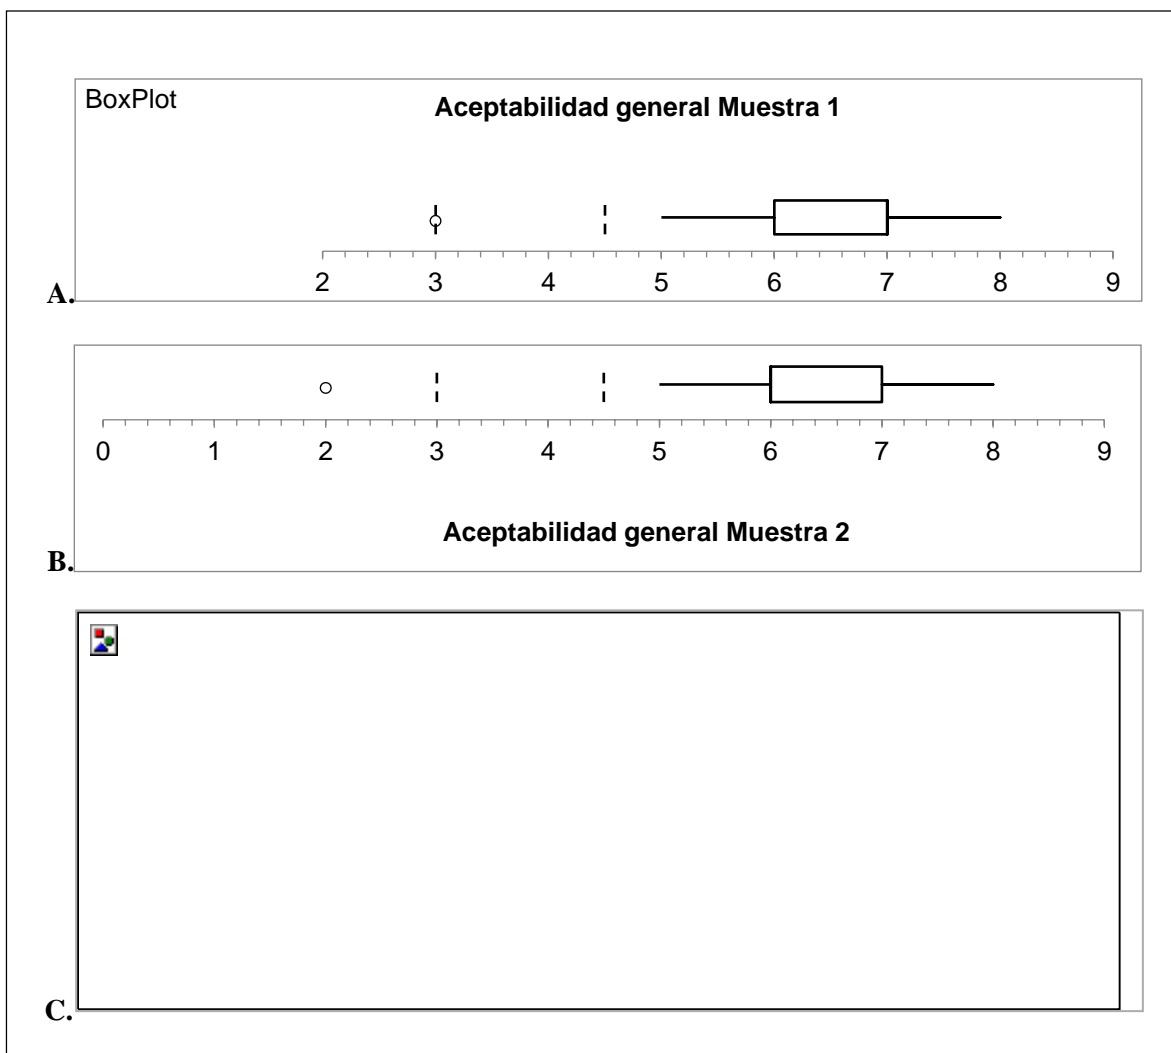 BoxPlot
Aceptabilidad general Muestra 1
2 3 4 5 6 7 8 9
A.
0 1 2 3 4 5 6 7 8 9
Aceptabilidad general Muestra 2
B.
C.